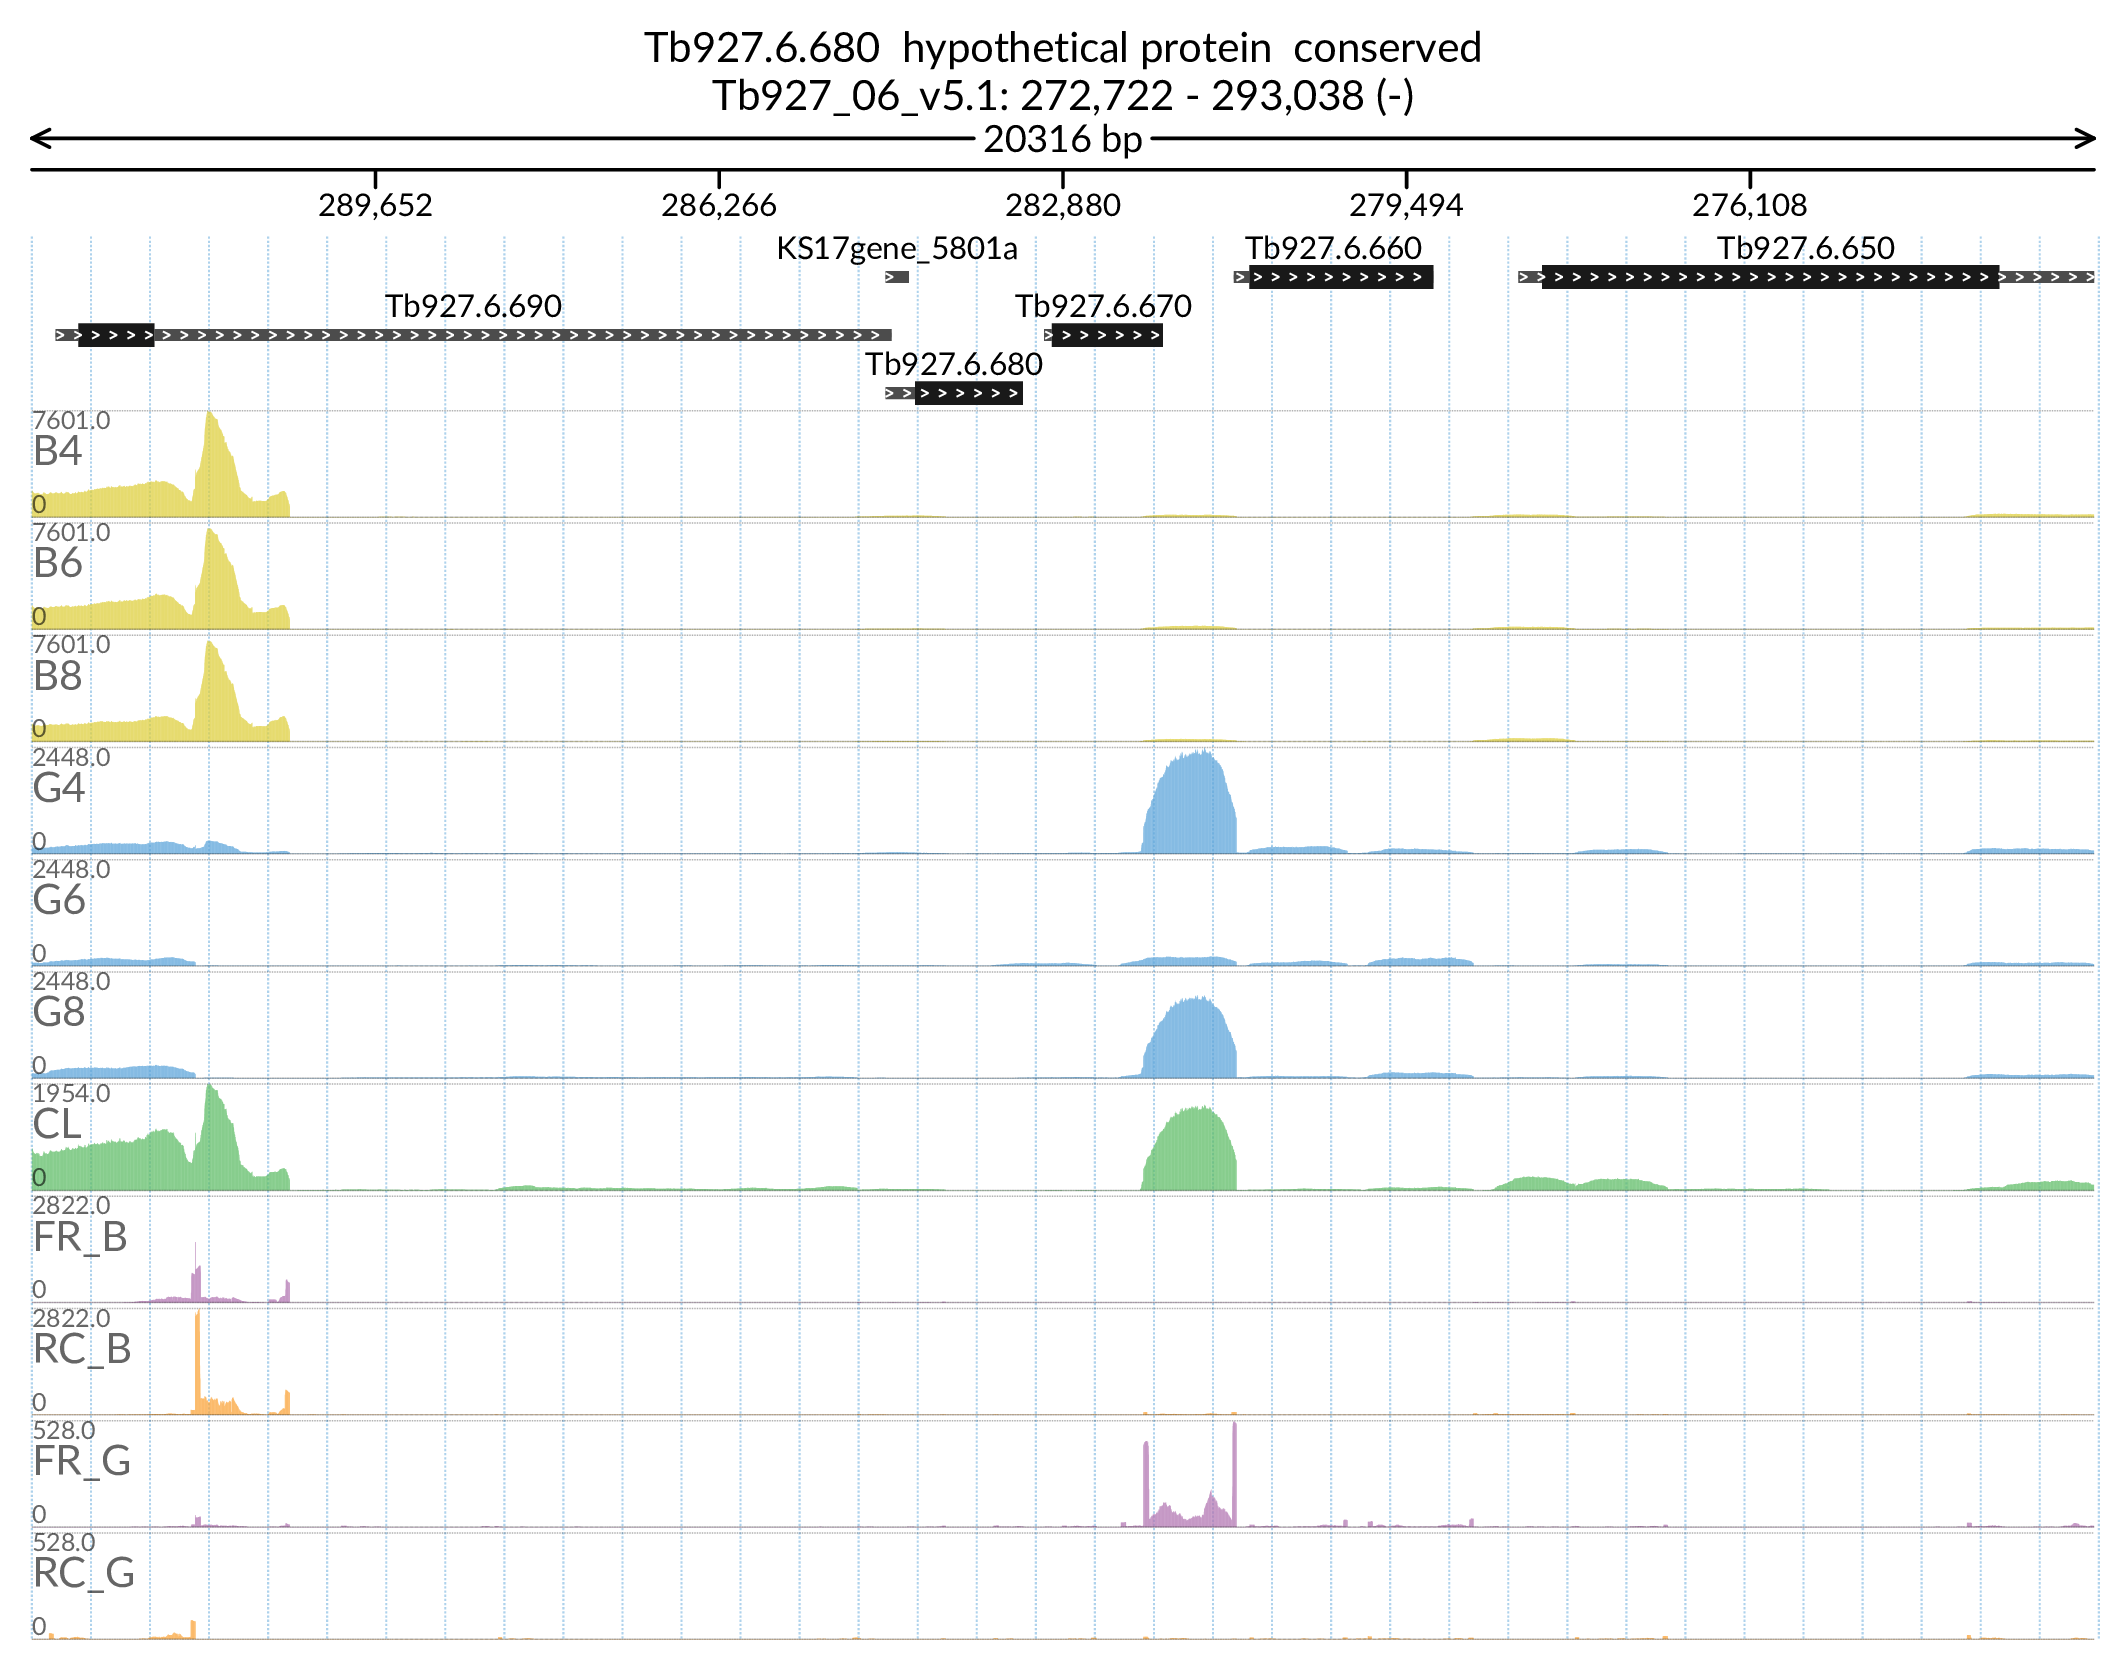 Tb927.6.680 hypothetical protein conserved
Tb927_06_v5.1: 272,722 - 293,038 (-)
20316 bp
289,652 286,266 282,880 279,494 276,108
KS17gene_5801a Tb927.6.660 Tb927.6.650
Tb927.6.690 Tb927.6.670
Tb927.6.680
7601.0
B4
0
7601.0
B6
0
7601.0
B8
0
2448.0
G4
0
2448.0
G6
0
2448.0
G8
0
1954.0
CL
0
2822.0
FR_B
0
2822.0
RC_B
0
528.0
FR_G
0
528.0
RC_G
0